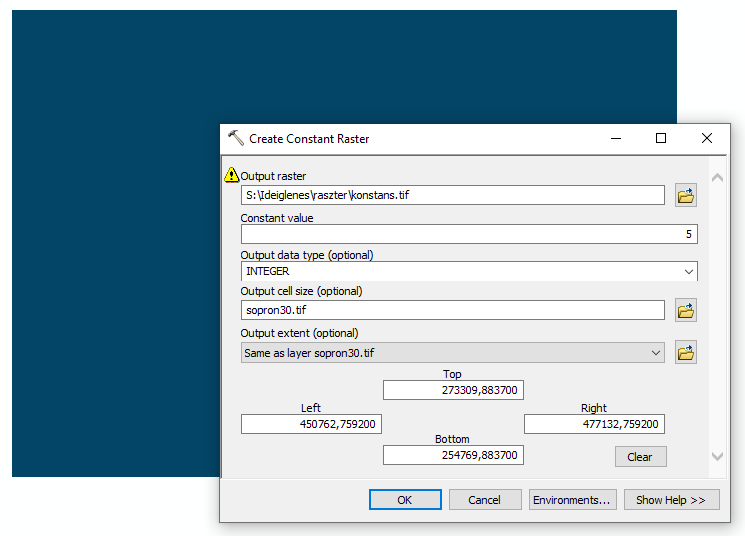 Create Constant Raster
Output raster
S:\Ideiglenes\raszter\konstans.tif
Constant value
5
Output data type (optional)
INTEGER
Output cell size (optional)
sopron30.tif
Output extent (optional)
Same as layer sopron30.tif
Top
273309,883700
Left
Right
450762,759200
477132,759200
Bottom
254769,883700
Clear
OK
Cancel
Environments...
Show Help >>